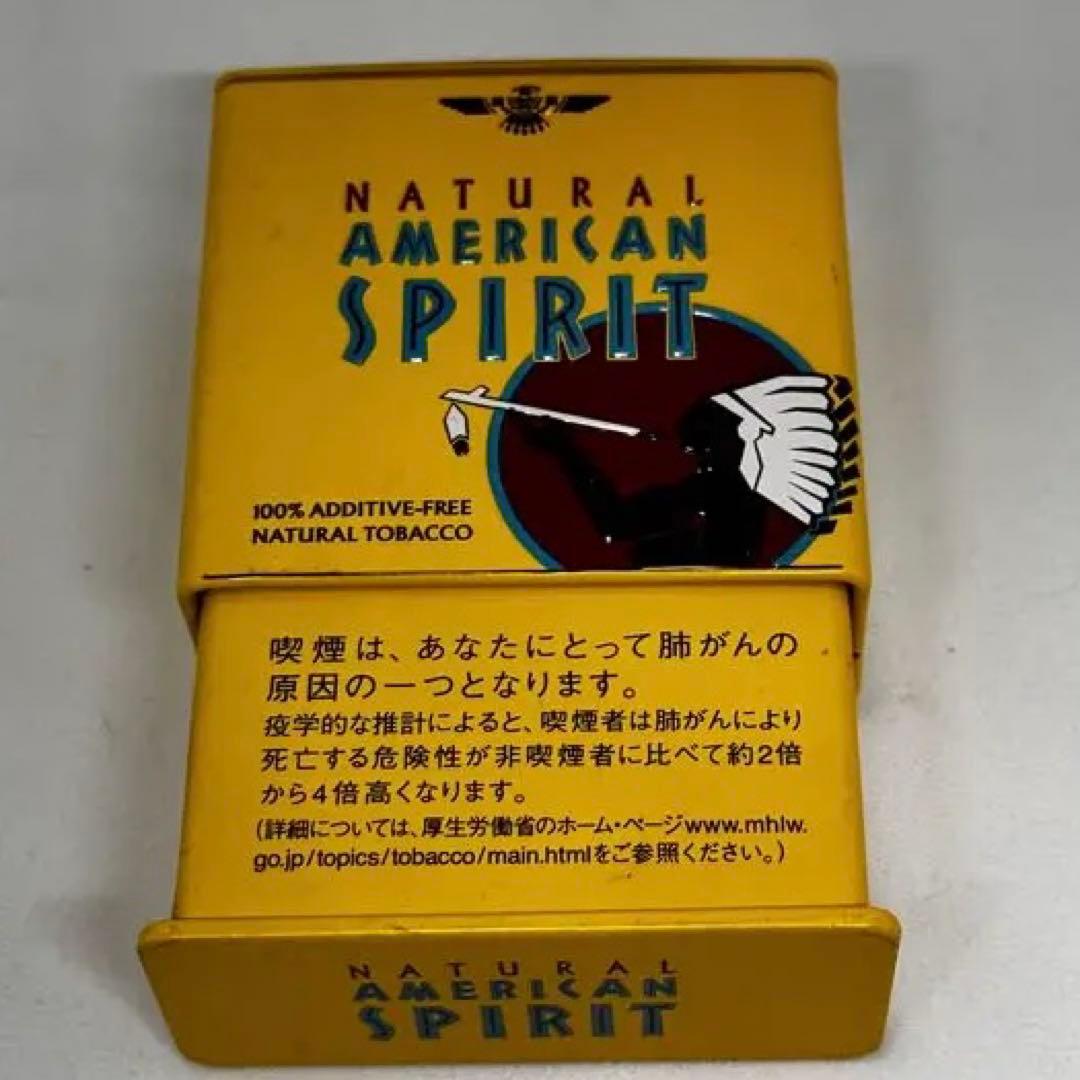 NATURAL
AMERICAN
SPIRIT
100% ADDITIVE-FREE
NATURAL TOBACCO
喫煙は、あなたにとって肺がんの
原因の一つとなります。
疫学的な推計によると、喫煙者は肺がんにより
死亡する危険性が非喫煙者に比べて約2倍
から4倍高くなります。
(詳細については、厚生労働省のホーム・ページwww.mhlw.
go.jp/topics/tobacco/main.htmlをご参照ください。)
NATURAL
AMERICAN
SPIRIT